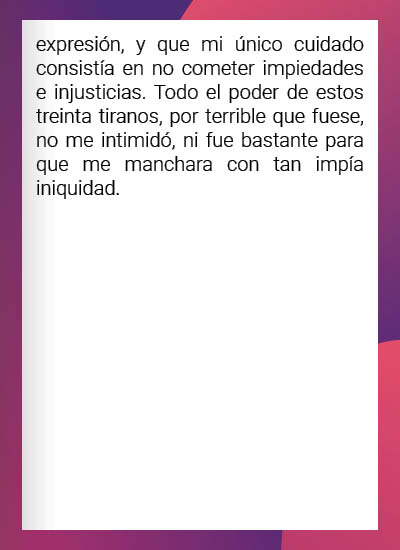 expresión, y que mi único cuidado
consistía en no cometer impiedades
e injusticias. Todo el poder de estos
treinta tiranos, por terrible que fuese,
no me intimidó, ni fue bastante para
que me manchara con tan impía
iniquidad.